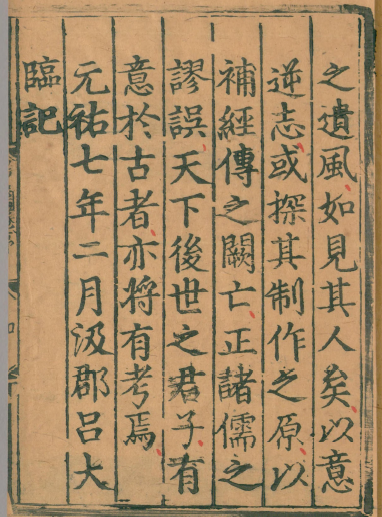 之遺風如見其人矣以意
逆志或探其制作之原以
補經傳之闕亡正諸儒之
謬誤天下後世之君子有
意於古者亦将有考焉
元祐七年二月汲郡呂大
臨記